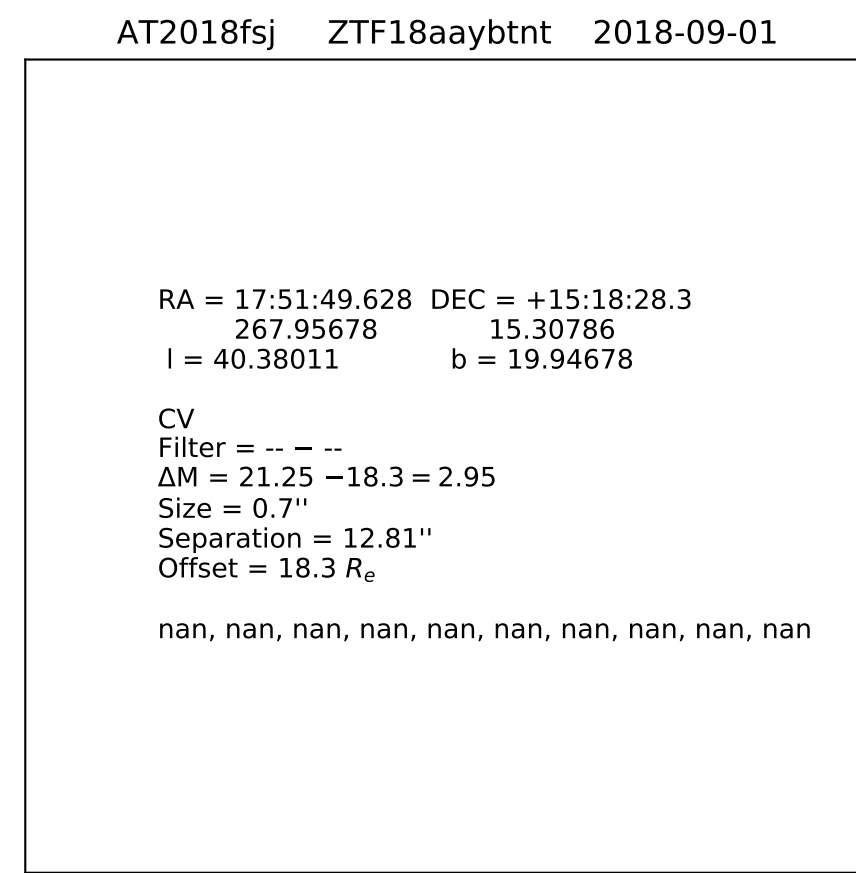 AT2018fsj ZTF18aaybtnt 2018-09-01
RA = 17:51:49.628 DEC = +15:18:28.3
267.95678 15.30786
l = 40.38011 b = 19.94678
CV
Filter = -- − --
ΔM = 21.25 −18.3 = 2.95
Size = 0.7''
Separation = 12.81''
Offset = 18.3 Rₑ
nan, nan, nan, nan, nan, nan, nan, nan, nan, nan